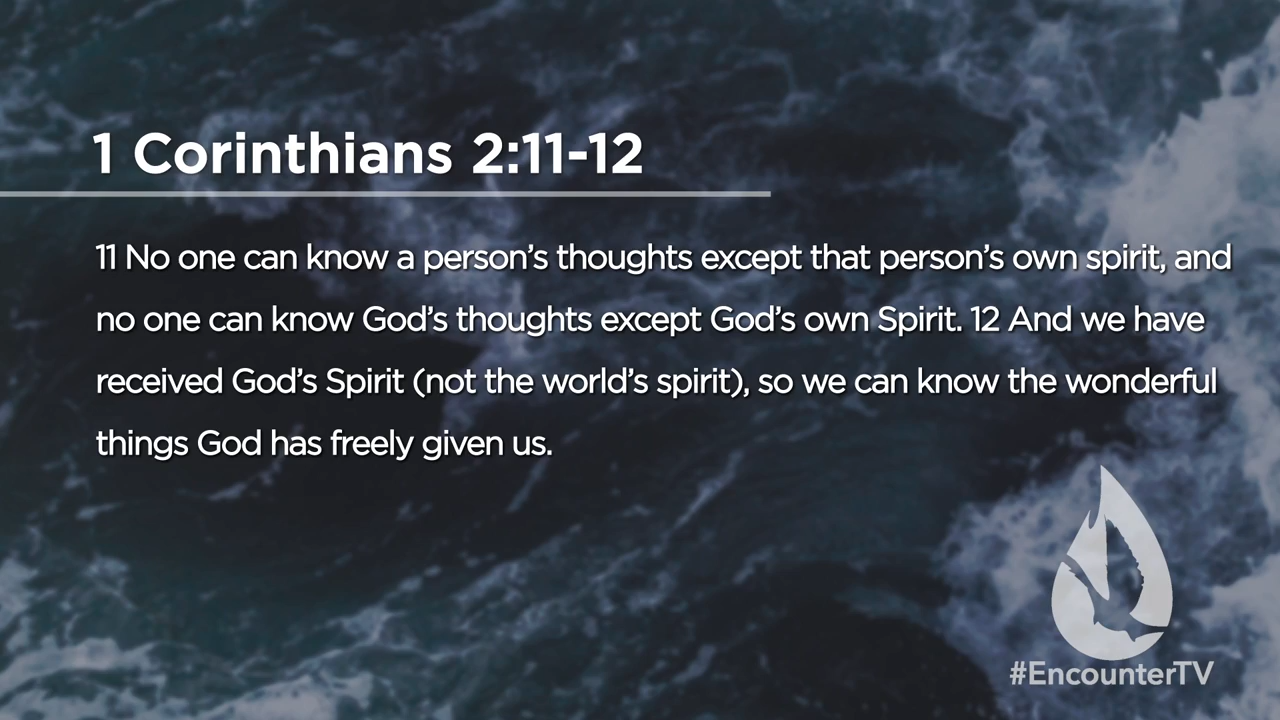 1 Corinthians 2:11-12
11 No one can know a person’s thoughts except that person’s own spirit, and
no one can know God’s thoughts except God’s own Spirit. 12 And we have
received God’s Spirit (not the world’s spirit), so we can know the wonderful
things God has freely given us.
#EncounterTV